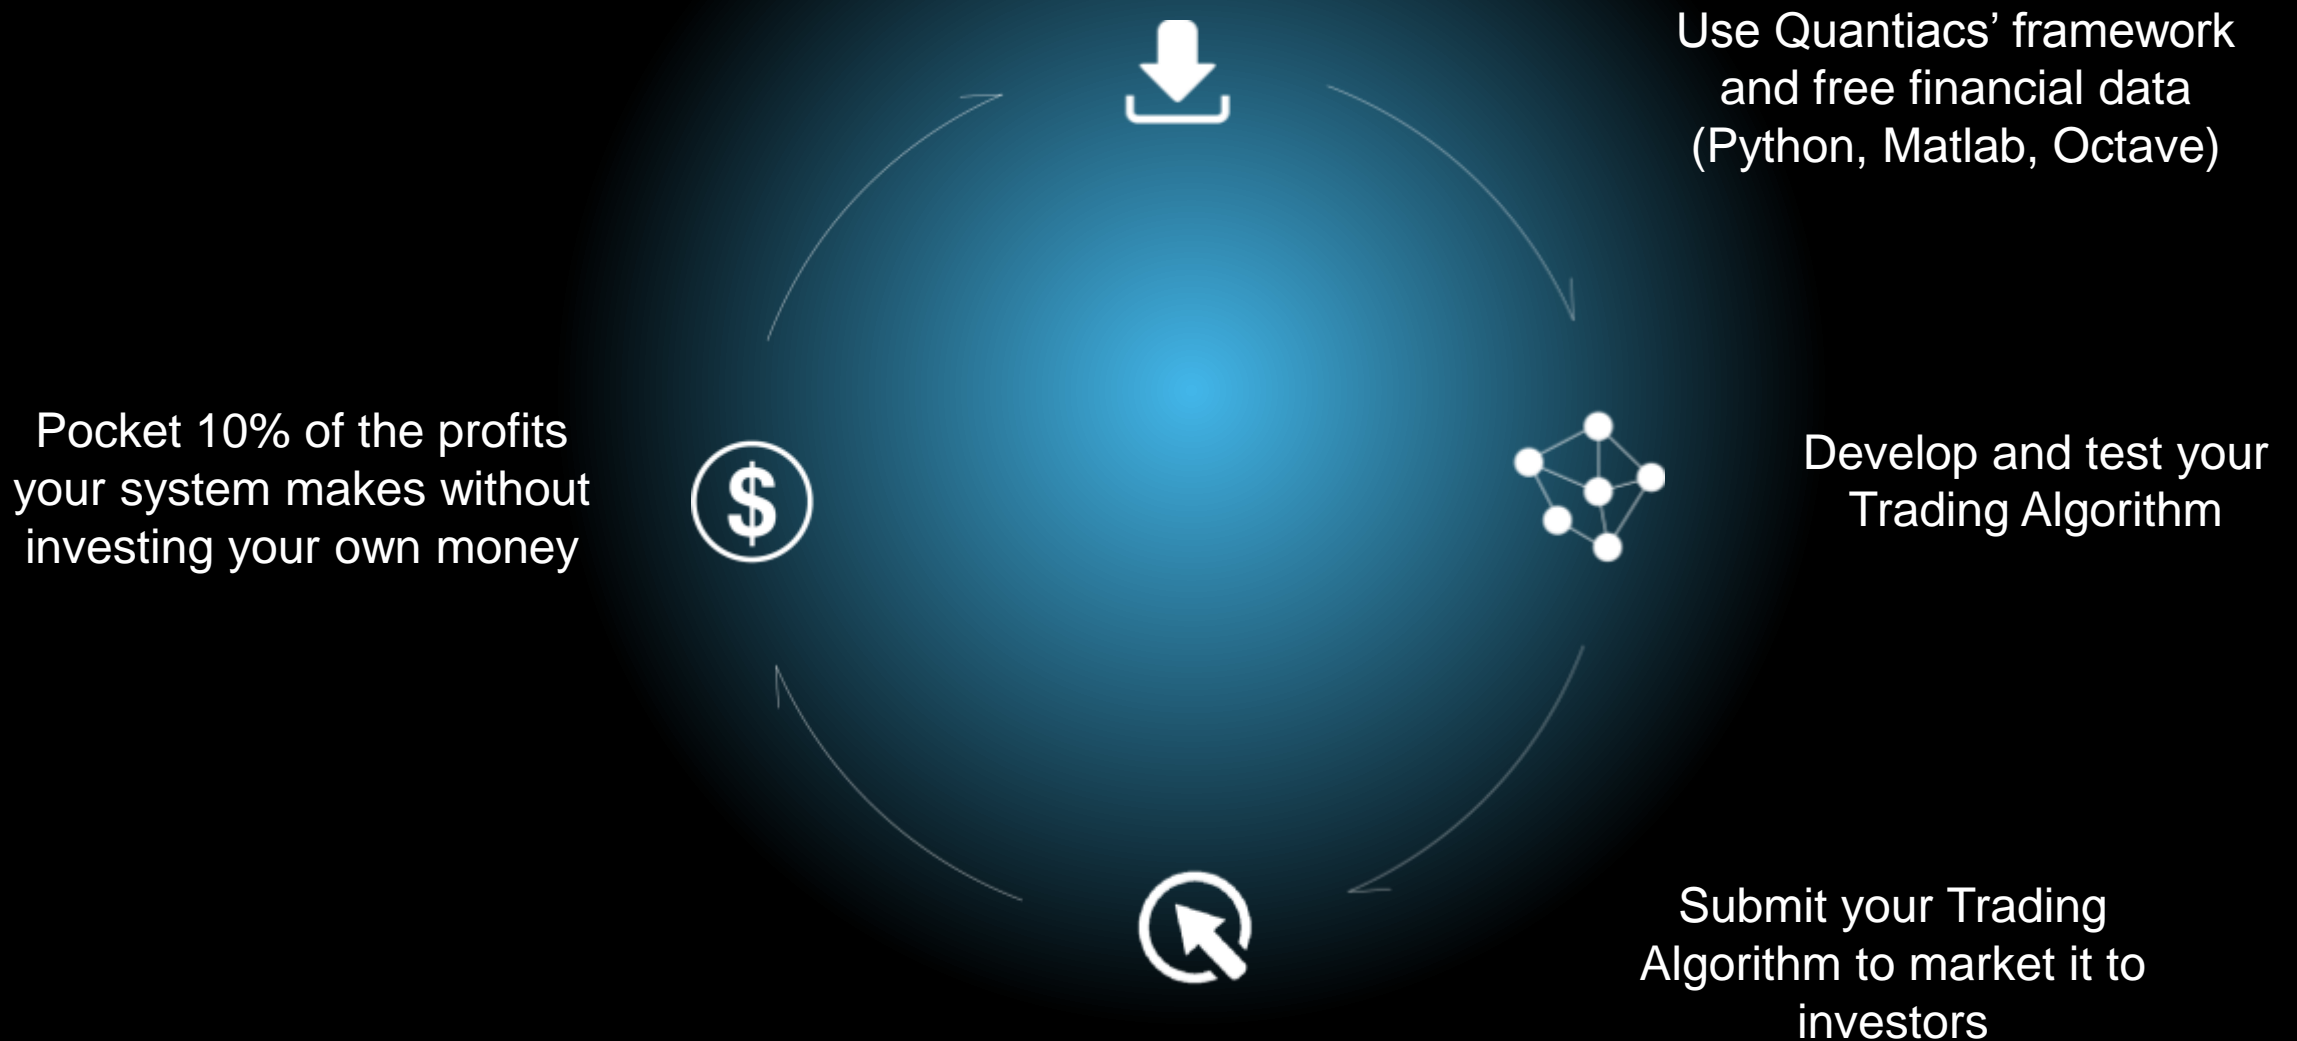 Use Quantiacs’ framework
and free financial data
(Python, Matlab, Octave)
Develop and test your
Trading Algorithm
Submit your Trading
Algorithm to market it to
investors
Pocket 10% of the profits
your system makes without
investing your own money
$